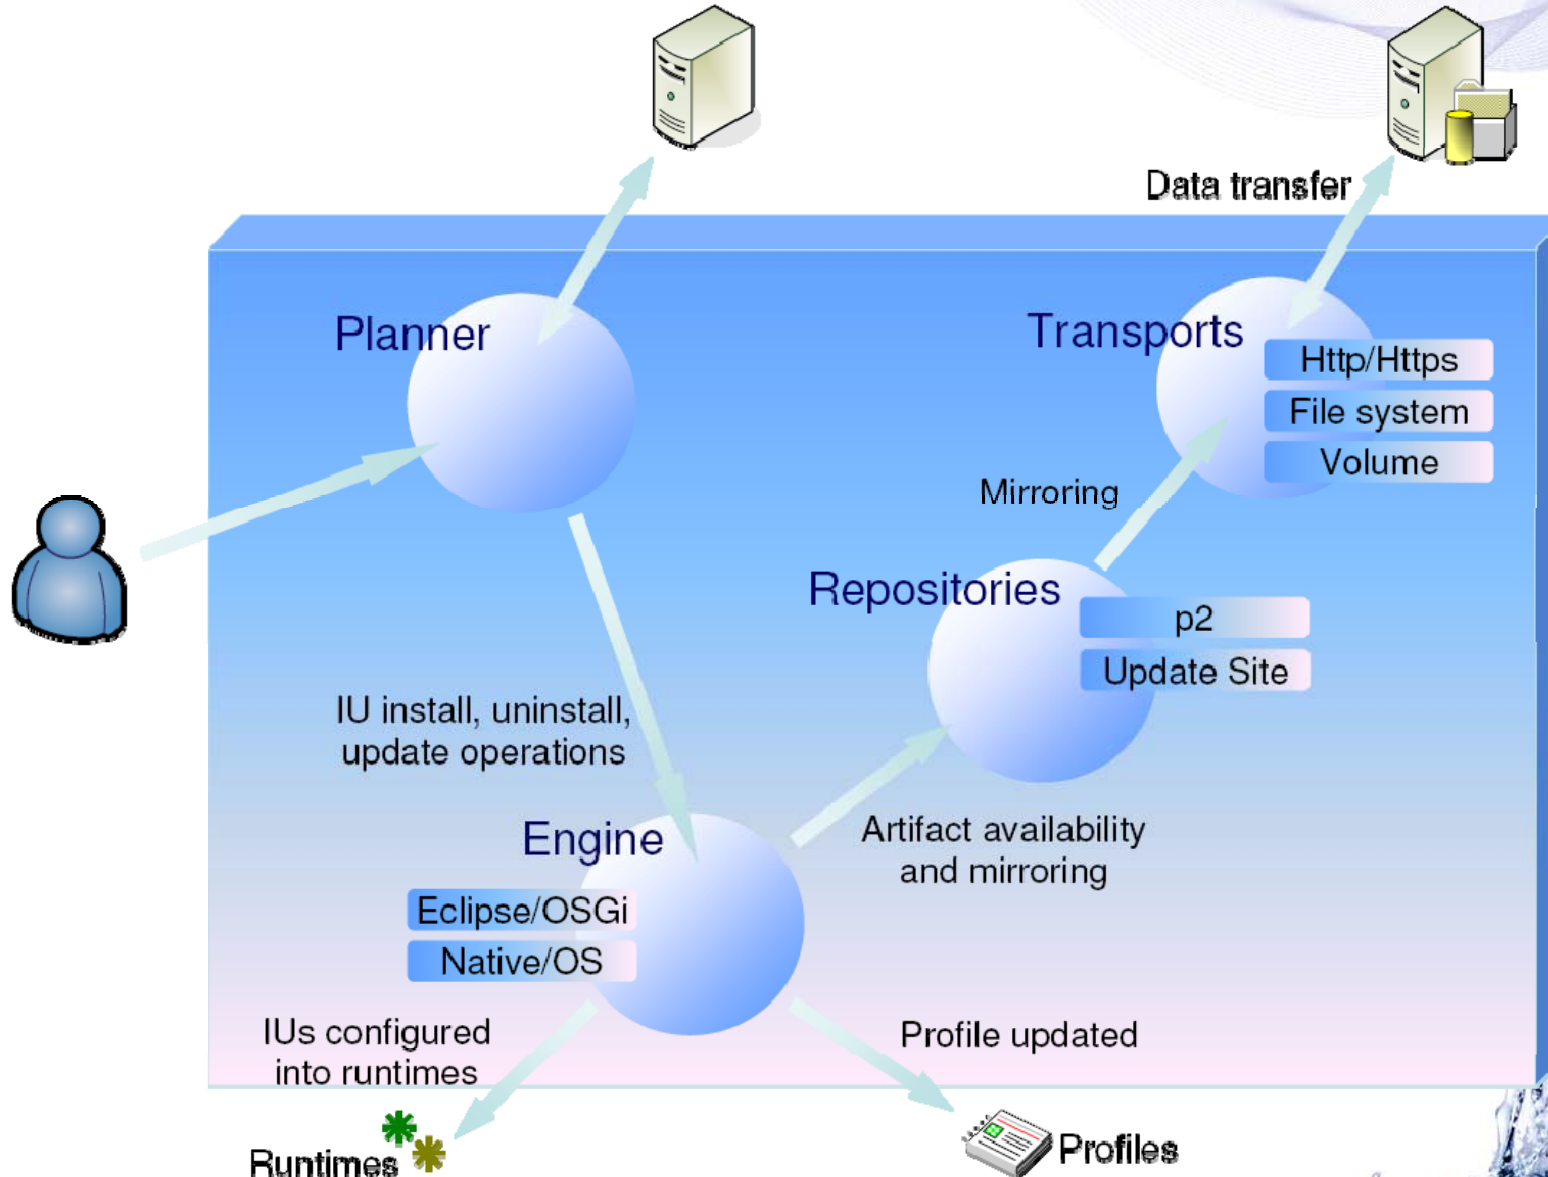 Data transfer
Planner
Transports
Http/Https
File system
Volume
Mirroring
Repositories
p2
Update Site
IU install, uninstall,
update operations
Engine
Artifact availability
and mirroring
Eclipse/OSGi
Native/OS
IUs configured
into runtimes
Profile updated
Runtimes
Profiles